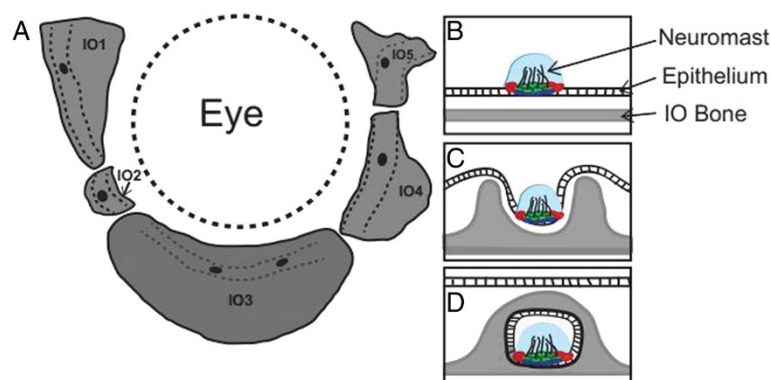 A
IO1
IO5
Eye
IO2
IO4
IO3
B
Neuromast
Epithelium
IO Bone
C
D